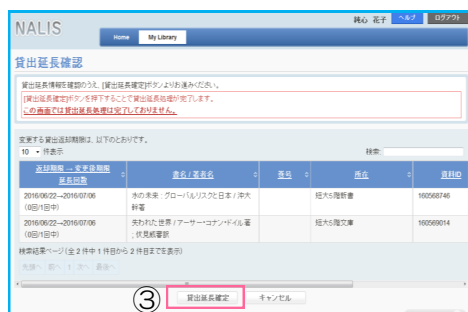 純心 花子 ヘルプ ログアウト
NALIS
Home My Library
貸出延長確認
貸出延長情報を確認のうえ、[貸出延長確定]ボタンよりお進みください。
[貸出延長確定]ボタンを押下することで貸出延長処理が完了します。
この画面では貸出延長処理は完了しておりません。
変更する貸出返却期限は、以下のとおりです。
10 件表示 検索:
返却期限 → 変更後期限 書名 / 著者名 巻号 所在 資料ID
延長回数
2016/06/22→2016/07/06 水の未来 : グローバルリスクと日本 / 沖大 短大5階新書 160568746
(0回/1回中) 幹著
2016/06/22→2016/07/06 失われた世界 / アーサー・コナン・ドイル著 短大5階文庫 160569014
(0回/1回中) ; 伏見威蕃訳
検索結果ページ(全 2 件中 1 件目から 2 件目までを表示)
先頭へ 前へ 1 次へ 最後へ
③ 貸出延長確定 キャンセル